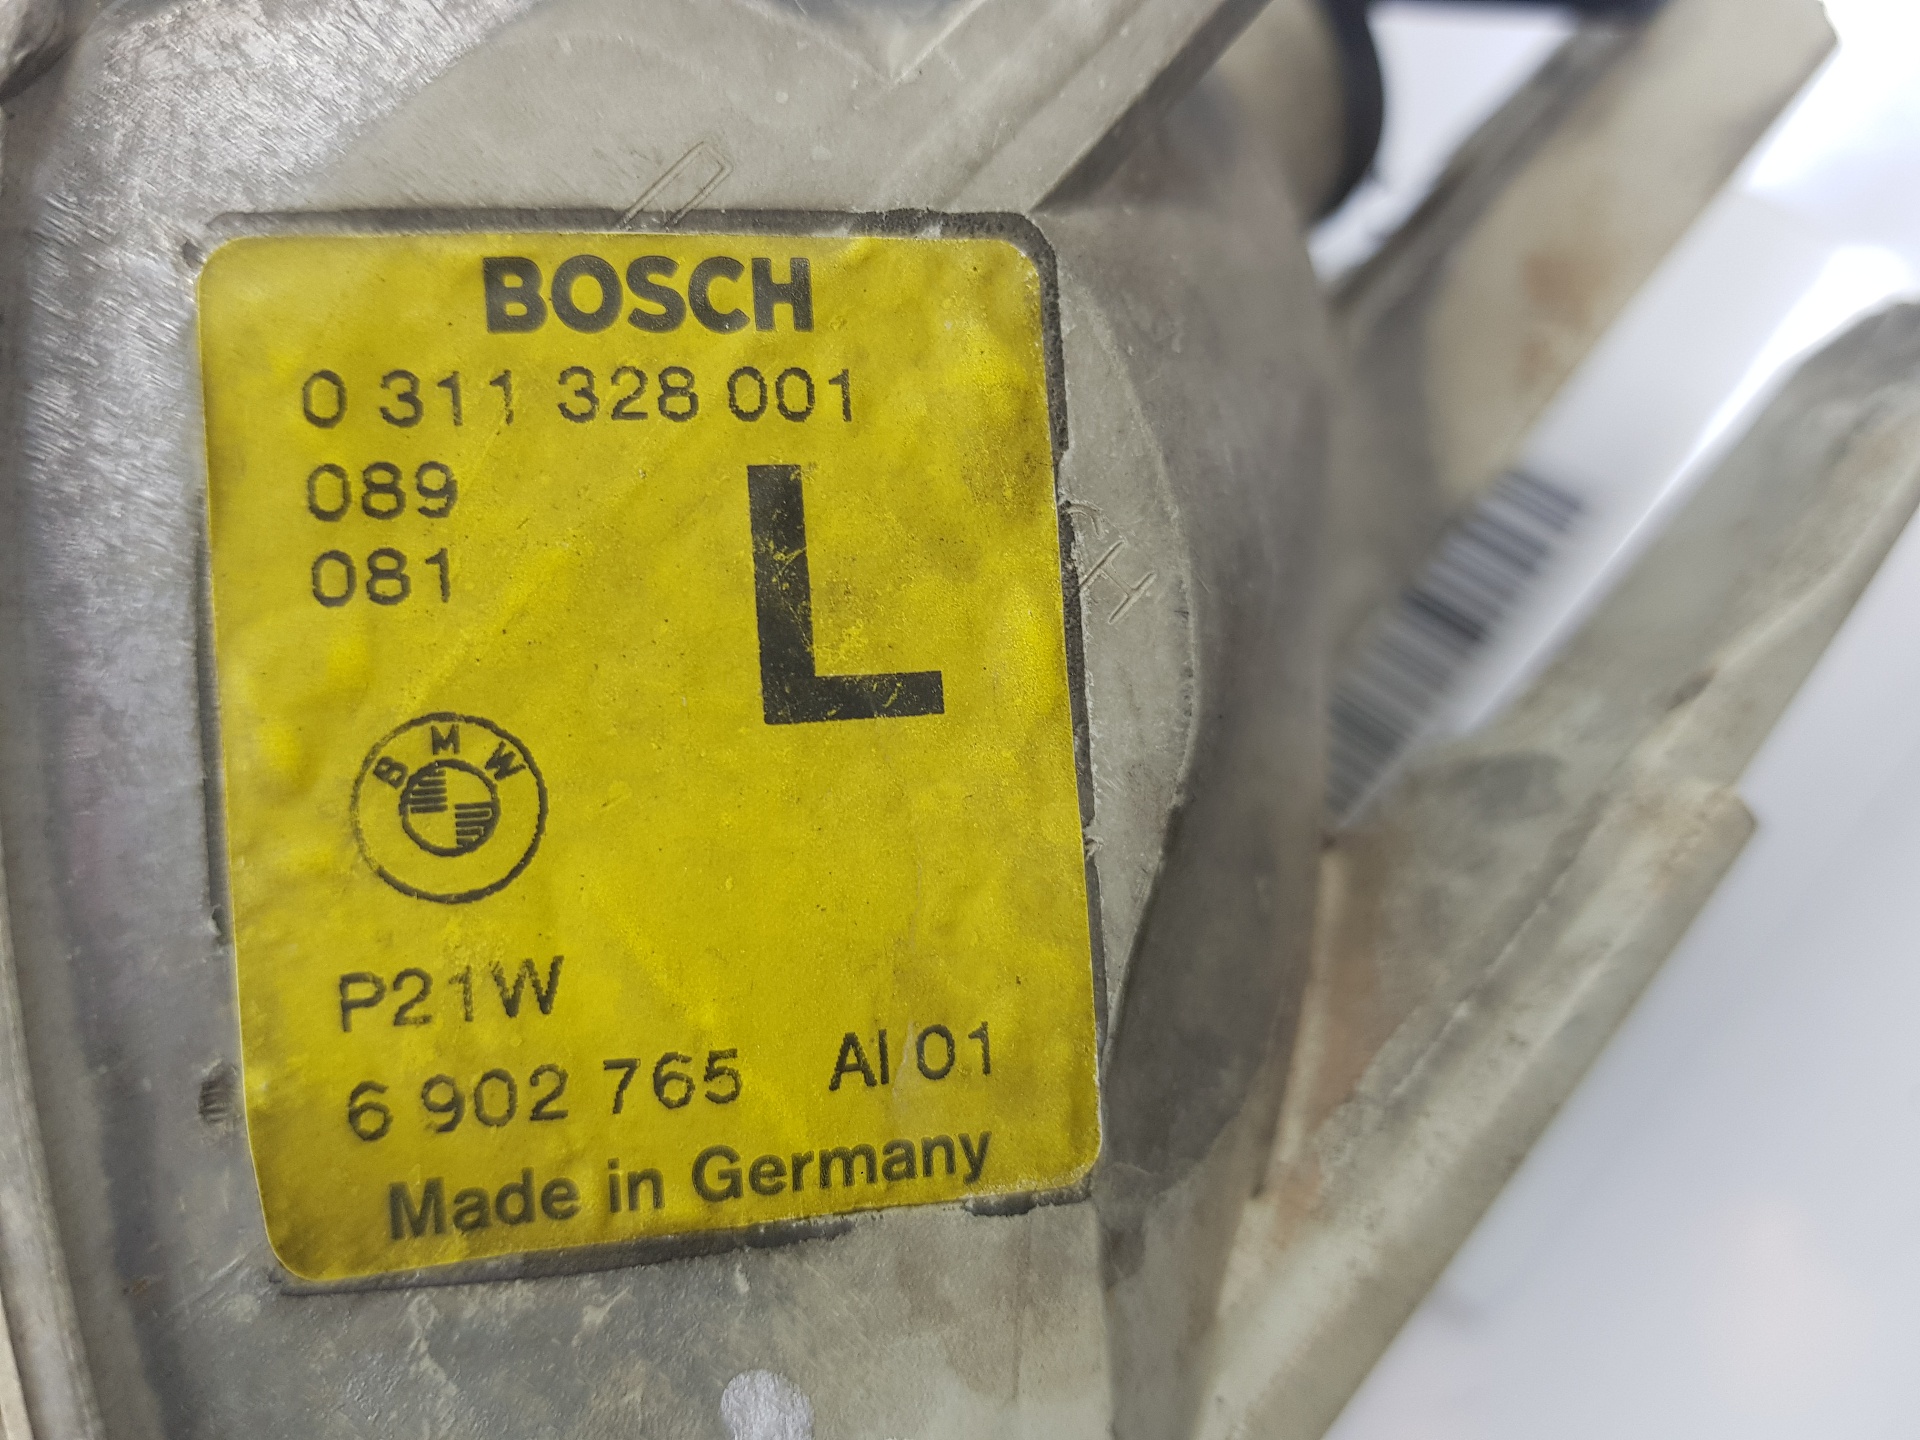 BOSCH
0 311 328 001
089
081
L
BMW
P21W
6 902 765 AI 01
Made in Germany